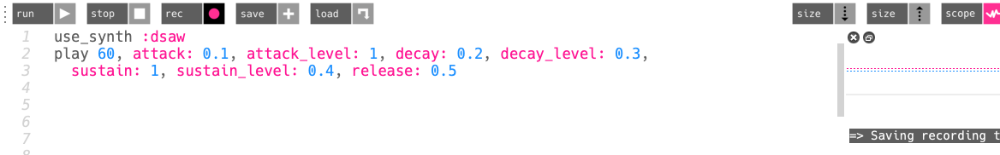 run stop rec save load size size scope
1 use_synth :dsaw
2 play 60, attack: 0.1, attack_level: 1, decay: 0.2, decay_level: 0.3,
3 sustain: 1, sustain_level: 0.4, release: 0.5
4
5
6
7
8
=> Saving recording t